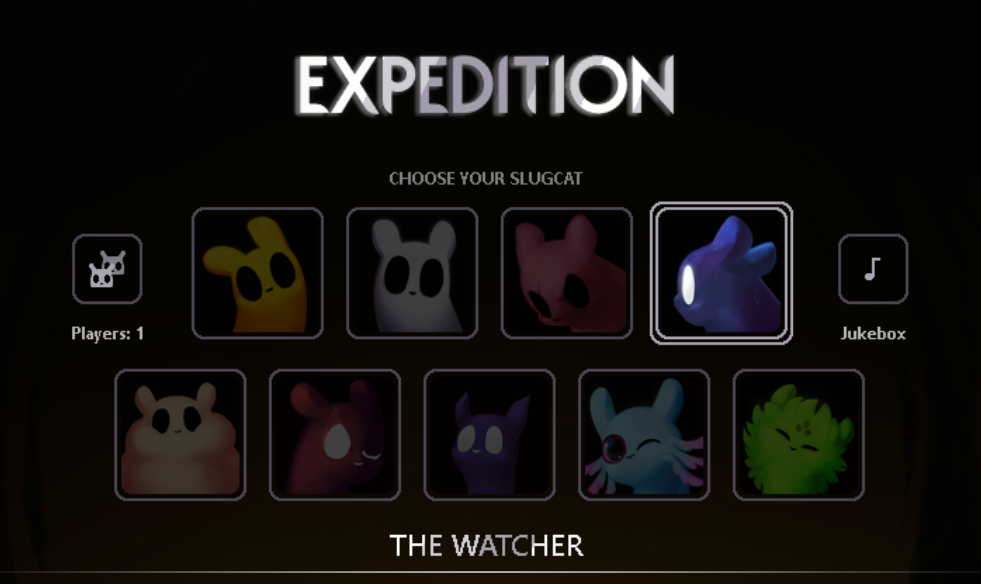 EXPEDITION
CHOOSE YOUR SLUGCAT
Players: 1
Jukebox
THE WATCHER